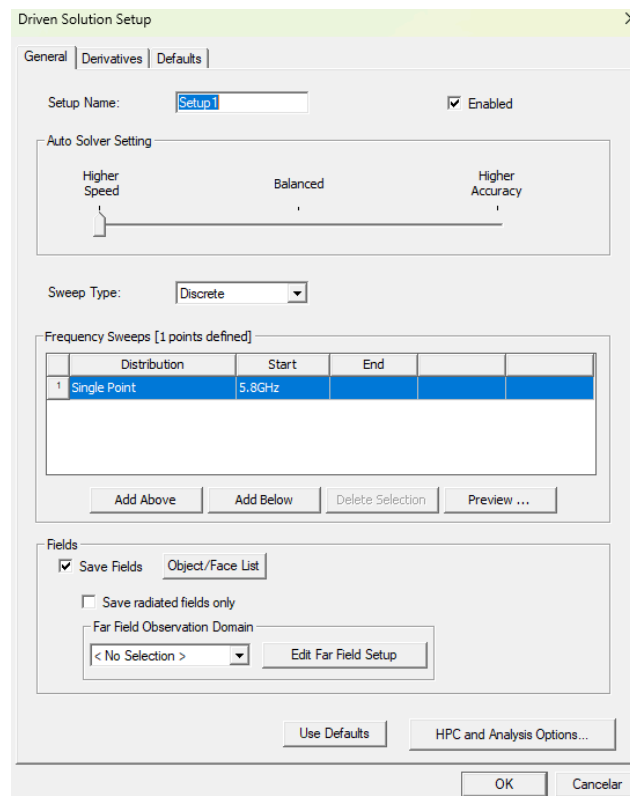 Driven Solution Setup
General Derivatives Defaults
Setup Name: Setup1 Enabled
Auto Solver Setting
Higher Speed Balanced Higher Accuracy
Sweep Type: Discrete
Frequency Sweeps [1 points defined]
Distribution Start End
1 Single Point 5.8GHz
Add Above Add Below Delete Selection Preview ...
Fields
Save Fields Object/Face List
Save radiated fields only
Far Field Observation Domain
< No Selection > Edit Far Field Setup
Use Defaults HPC and Analysis Options...
OK Cancelar